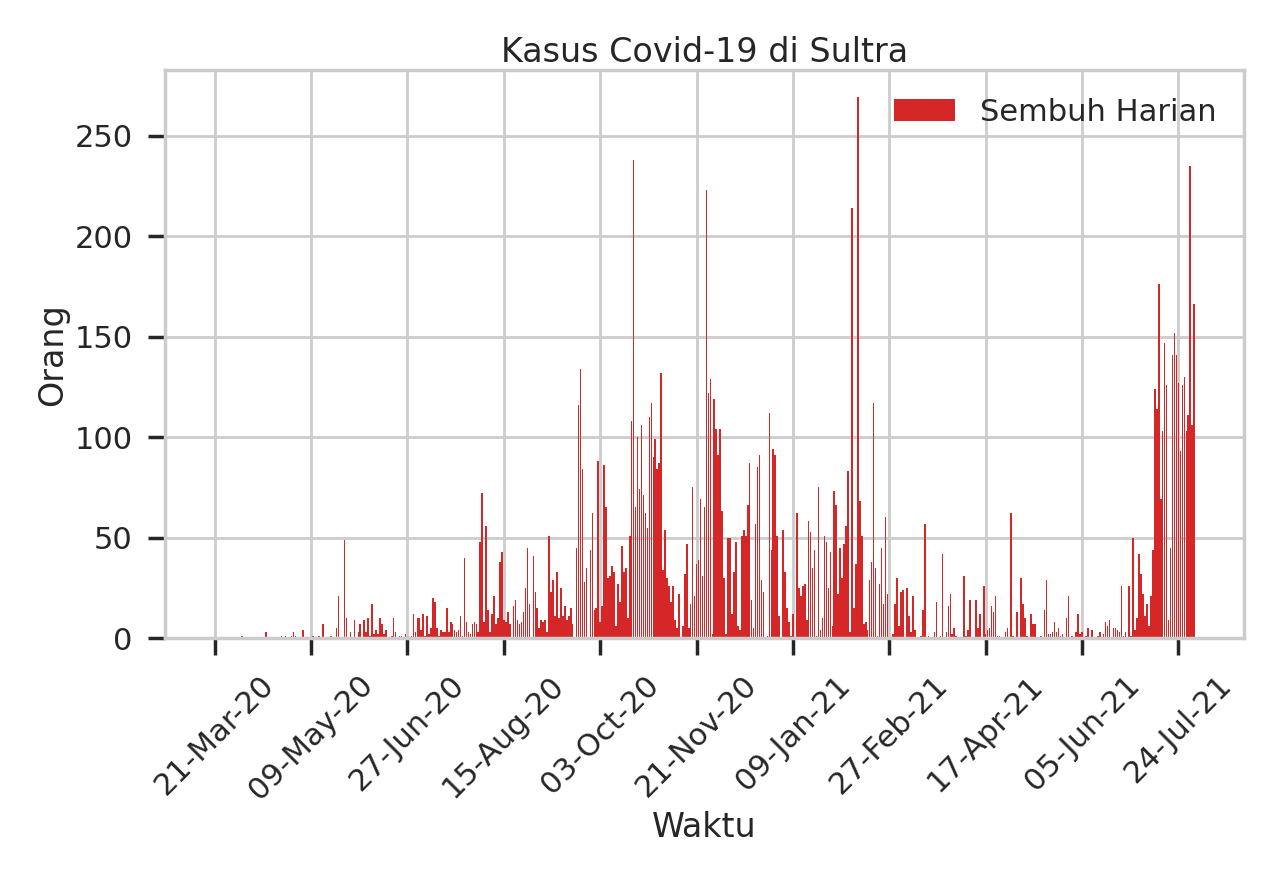 Kasus Covid-19 di Sultra
Sembuh Harian
Orang
250
200
150
100
50
0
21-Mar-20
09-May-20
27-Jun-20
15-Aug-20
03-Oct-20
21-Nov-20
09-Jan-21
27-Feb-21
17-Apr-21
05-Jun-21
24-Jul-21
Waktu